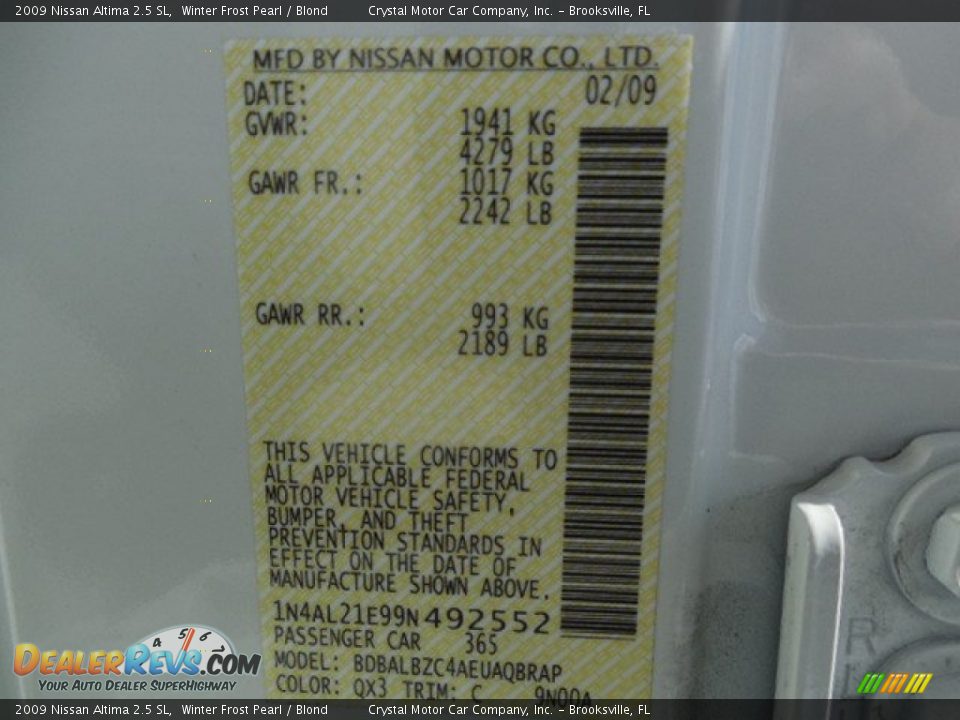 2009 Nissan Altima 2.5 SL,  Winter Frost Pearl / Blond  Crystal Motor Car Company, Inc. - Brooksville, FL
MFD BY NISSAN MOTOR CO., LTD.
DATE: 02/09
GVWR: 1941 KG
4279 LB
GAWR FR.: 1017 KG
2242 LB
GAWR RR.: 993 KG
2189 LB
THIS VEHICLE CONFORMS TO
ALL APPLICABLE FEDERAL
MOTOR VEHICLE SAFETY,
BUMPER, AND THEFT
PREVENTION STANDARDS IN
EFFECT ON THE DATE OF
MANUFACTURE SHOWN ABOVE.
1N4AL21E99N492552
PASSENGER CAR 365
MODEL: BDBALBZC4AEUAQBRAP
COLOR: QX3 TRIM: C 9N00A
4 5 6
DEALERREVS.COM
YOUR AUTO DEALER SUPERHIGHWAY
R
2009 Nissan Altima 2.5 SL,  Winter Frost Pearl / Blond  Crystal Motor Car Company, Inc. - Brooksville, FL